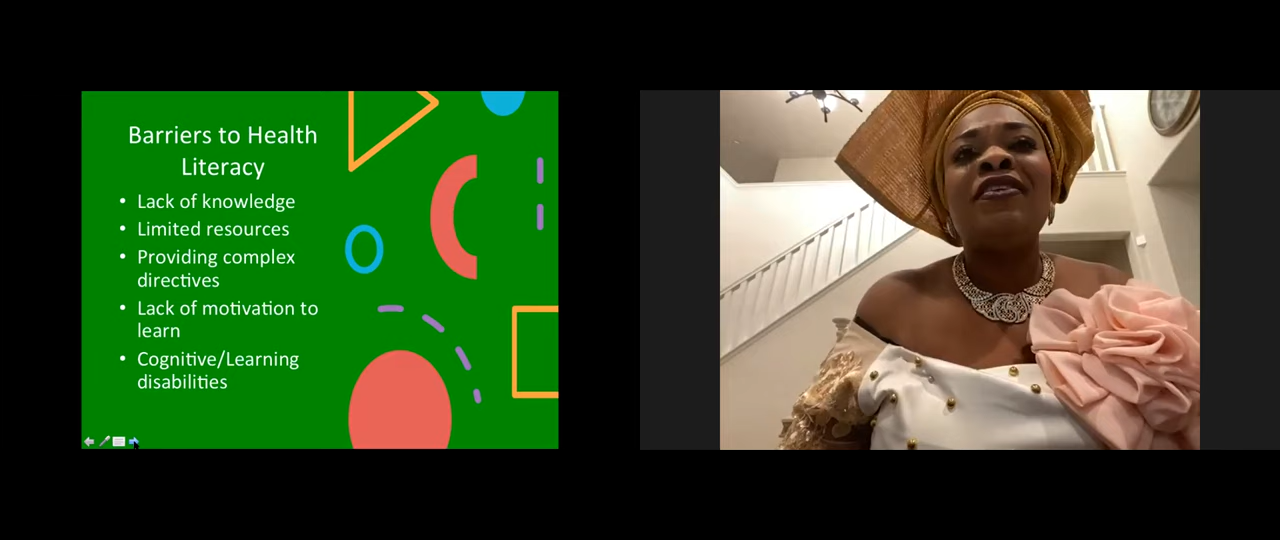 Barriers to Health
Literacy
• Lack of knowledge
• Limited resources
• Providing complex
directives
• Lack of motivation to
learn
• Cognitive/Learning
disabilities